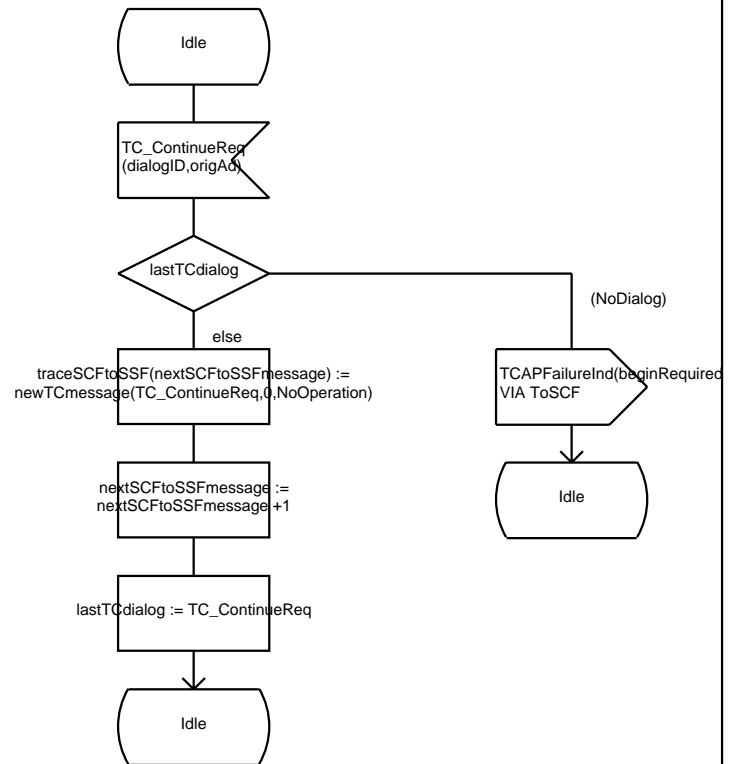 Idle
TC_ContinueReq
(dialogID,origAd)
lastTCdialog
(NoDialog)
else
traceSCFtoSSF(nextSCFtoSSFmessage) :=
newTCmessage(TC_ContinueReq,0,NoOperation)
TCAPFailureInd(beginRequired
VIA ToSCF
nextSCFtoSSFmessage :=
nextSCFtoSSFmessage +1
Idle
lastTCdialog := TC_ContinueReq
Idle